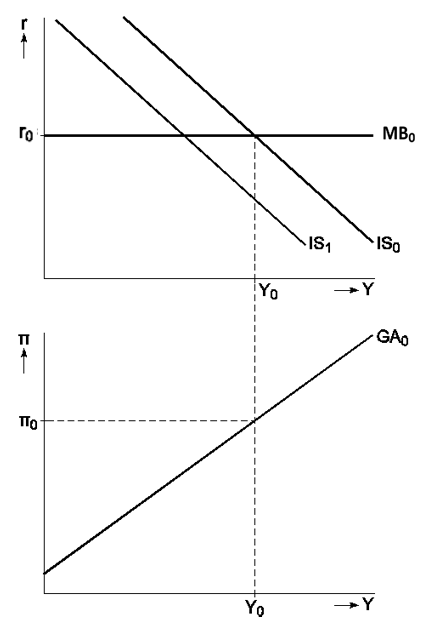 r
r₀
MB₀
IS₁
IS₀
Y₀
Y
π
GA₀
π₀
Y₀
Y